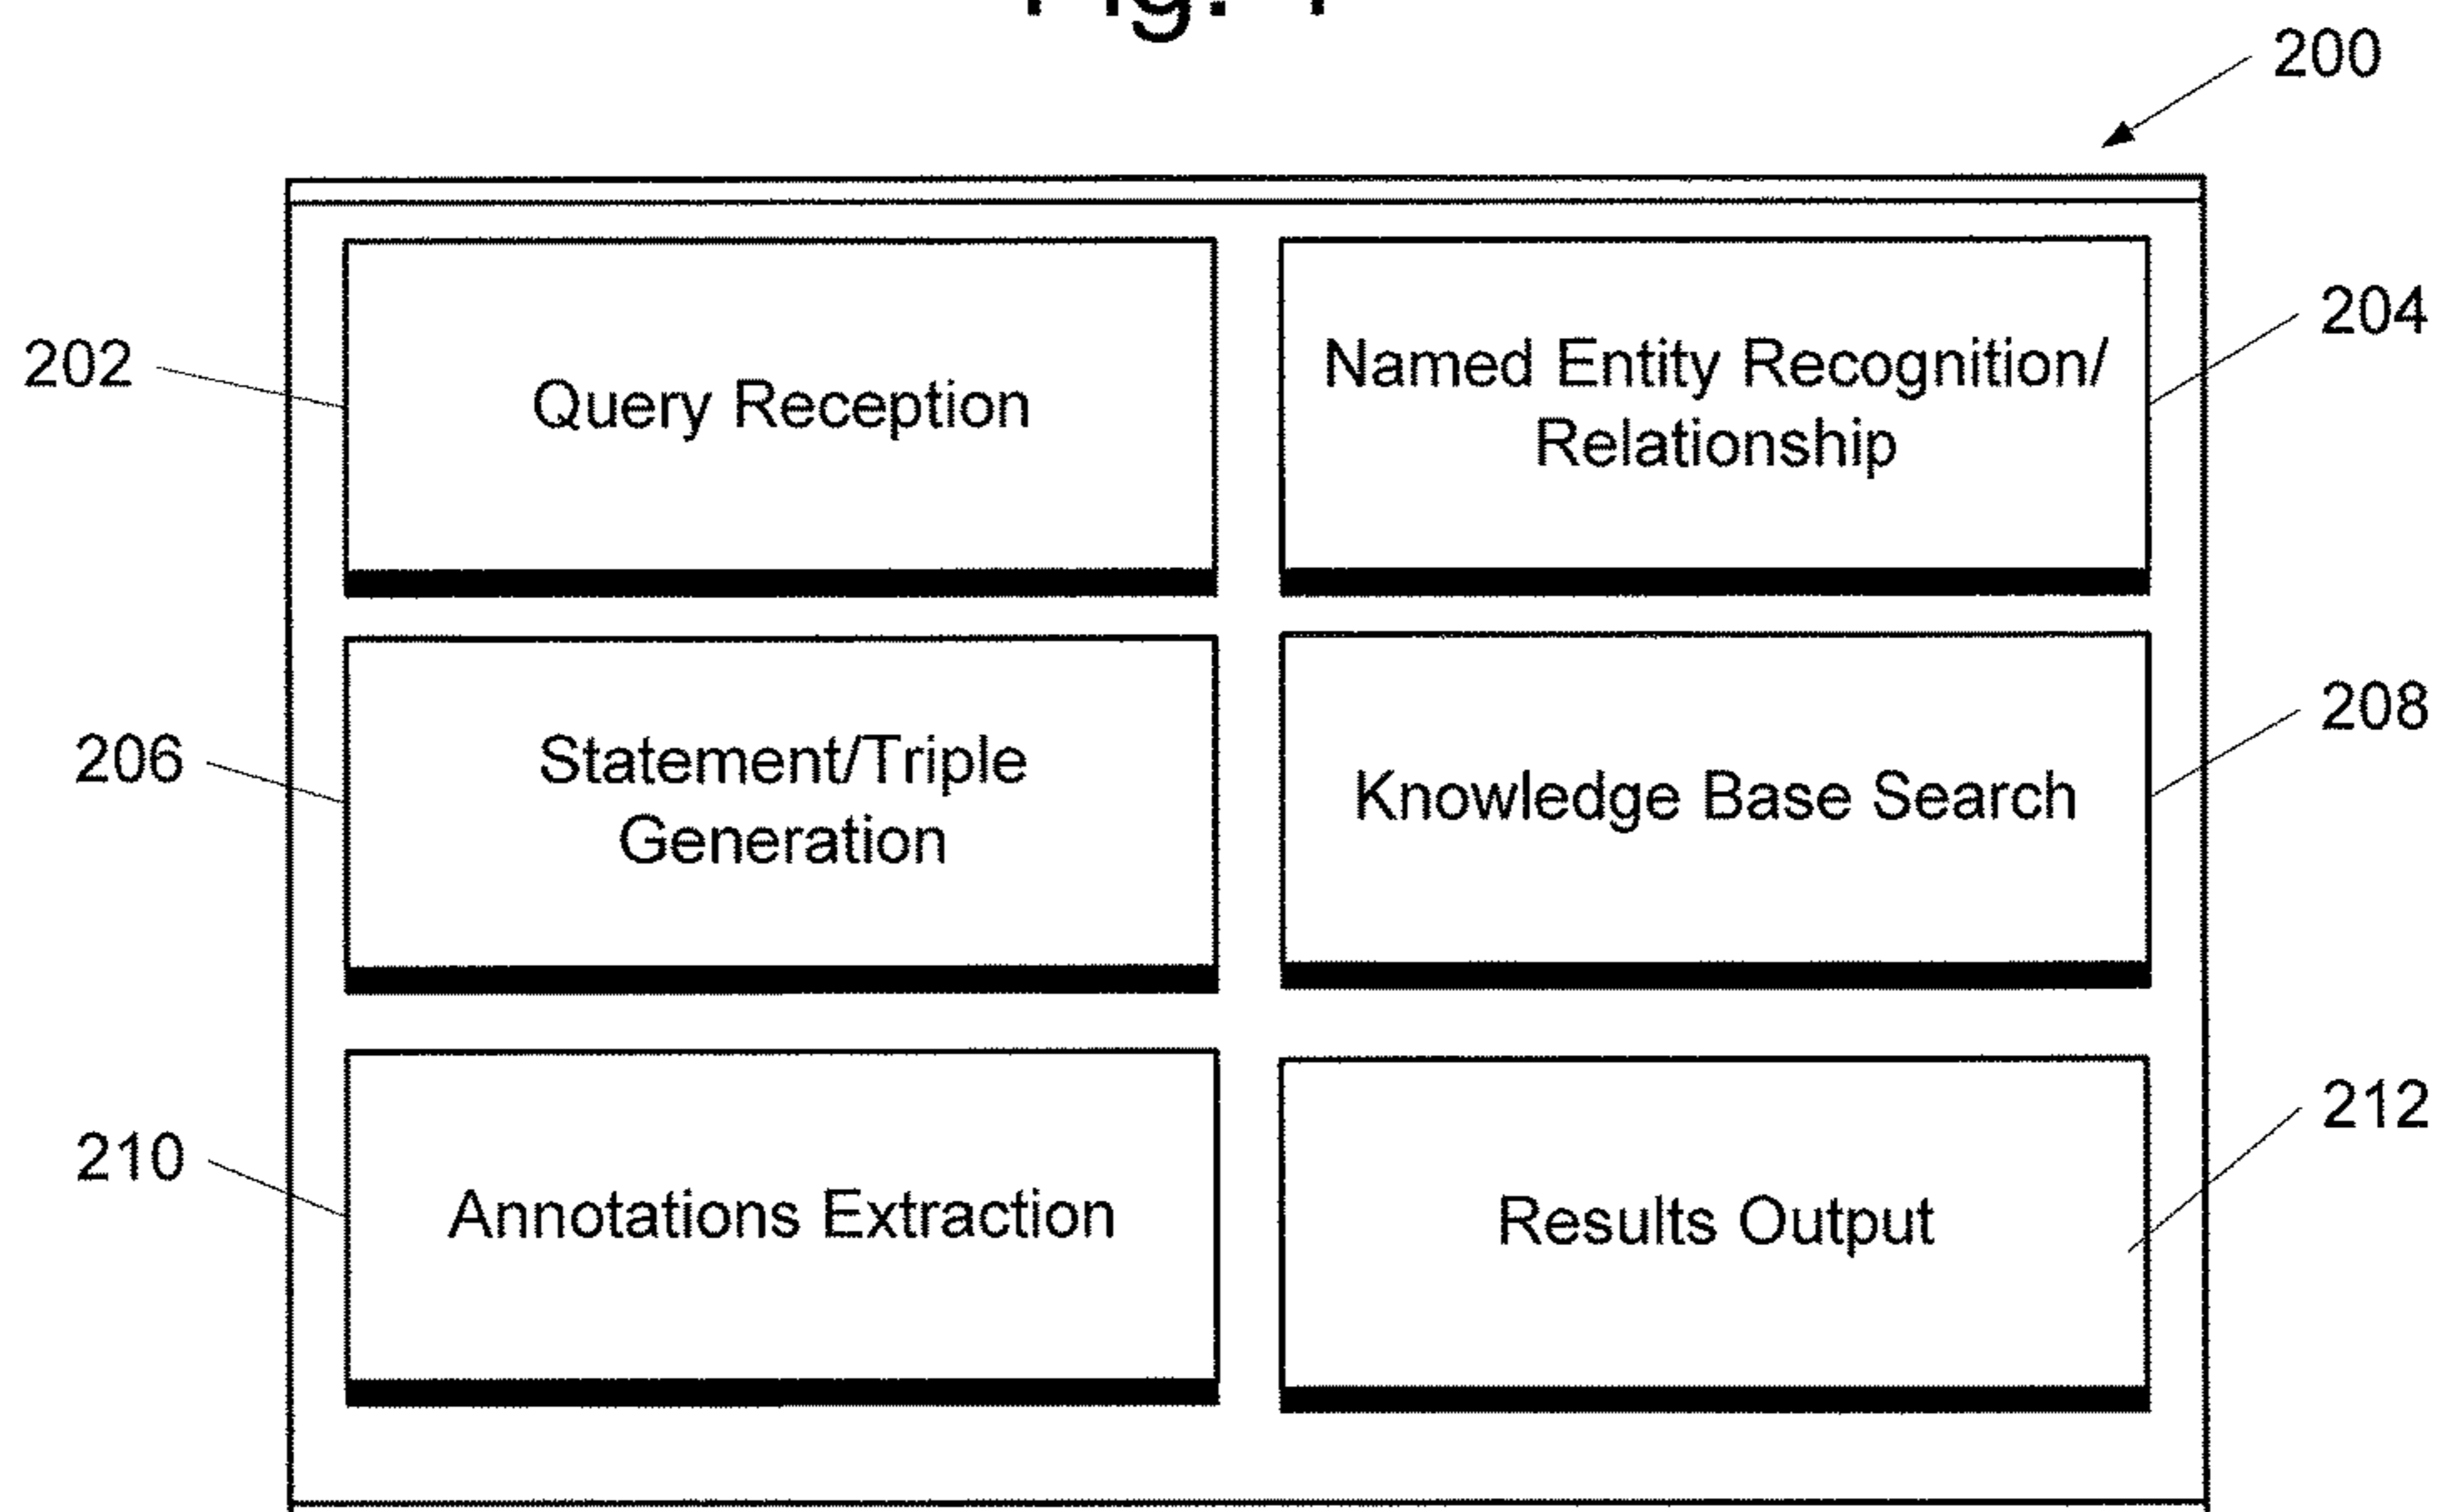 Fig.
200
202
Query Reception
Named Entity Recognition/
Relationship
204
206
Statement/Triple
Generation
Knowledge Base Search
208
210
Annotations Extraction
Results Output
212